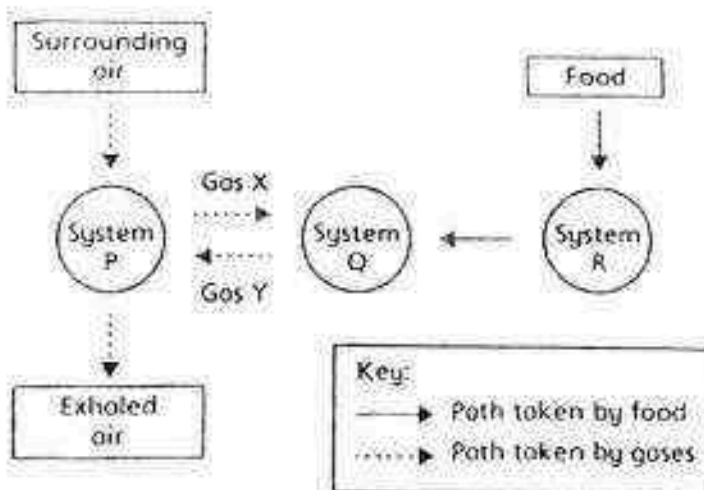 Surrounding
air
Food
Gas X
System
P
System
Q
System
R
Gas Y
Exhaled
air
Key:
Path taken by food
Path taken by gases